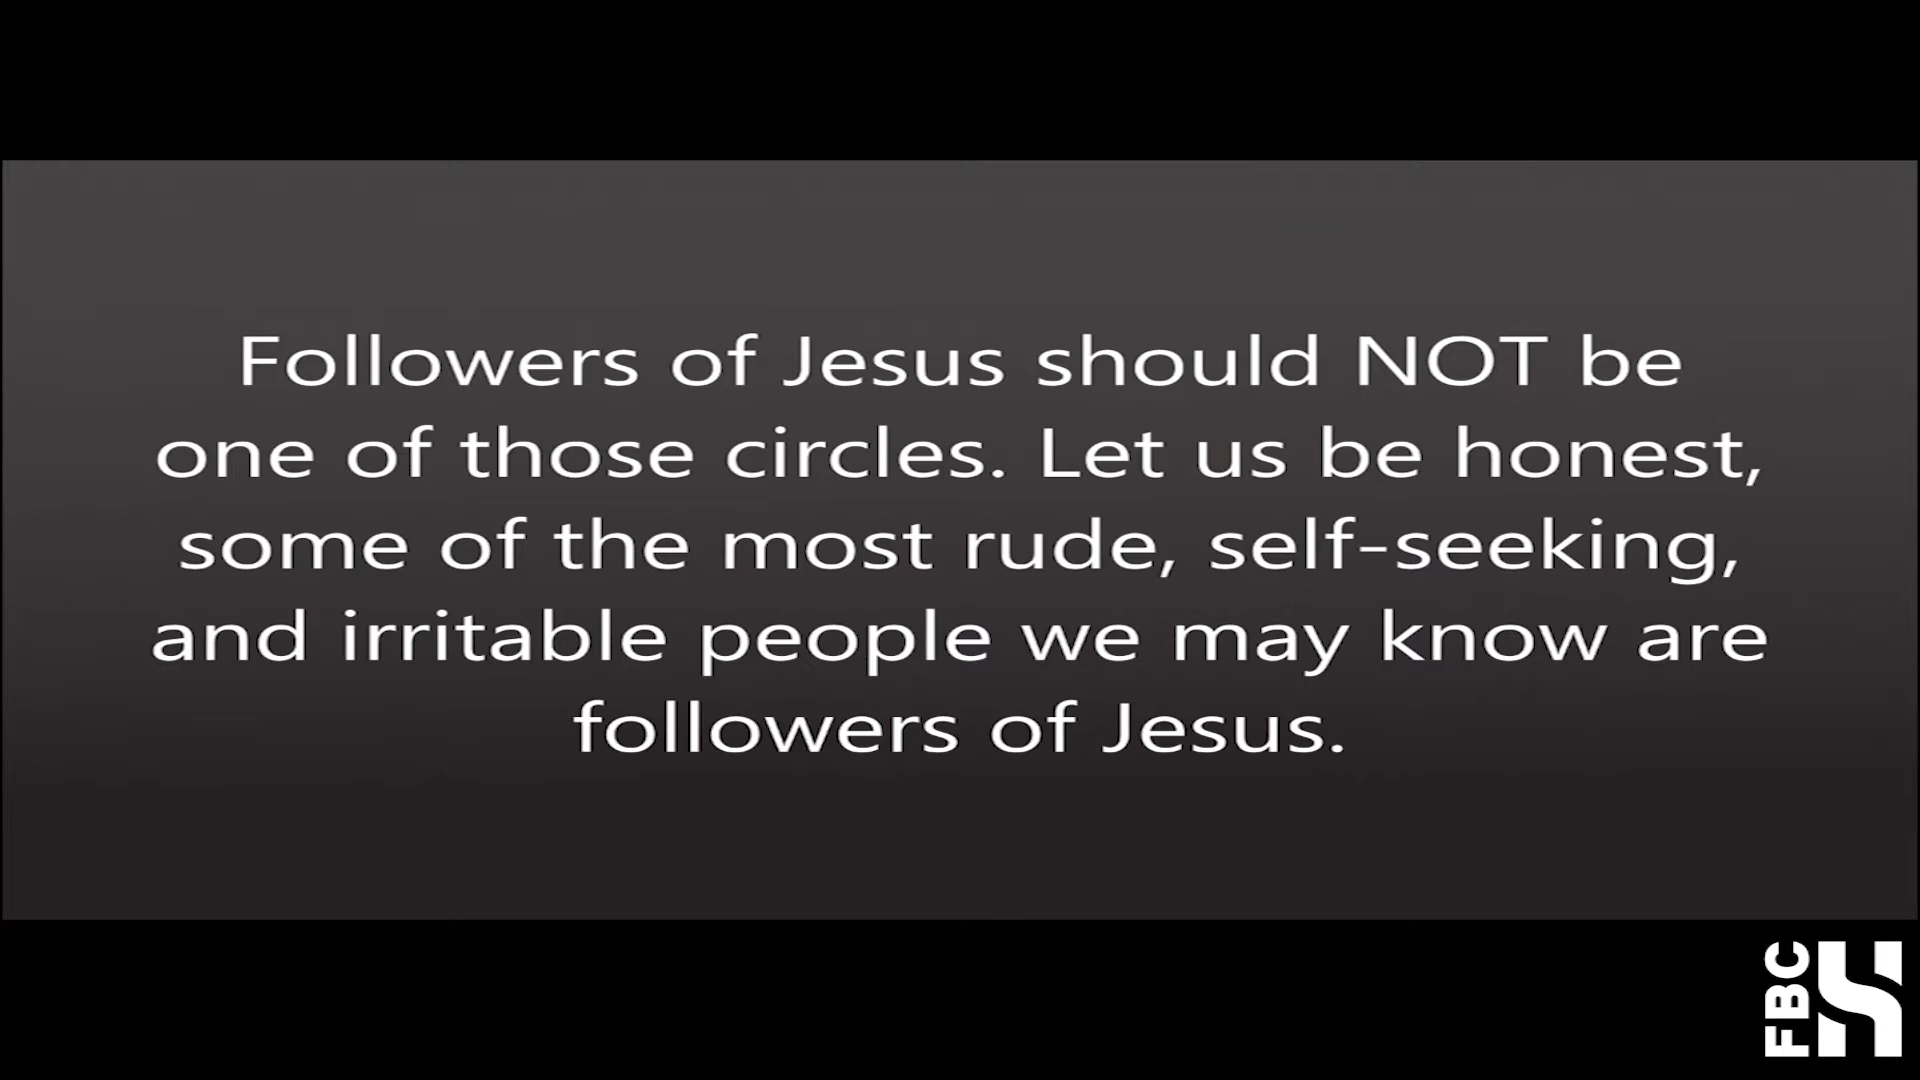 Followers of Jesus should NOT be
one of those circles. Let us be honest,
some of the most rude, self-seeking,
and irritable people we may know are
followers of Jesus.
FBC